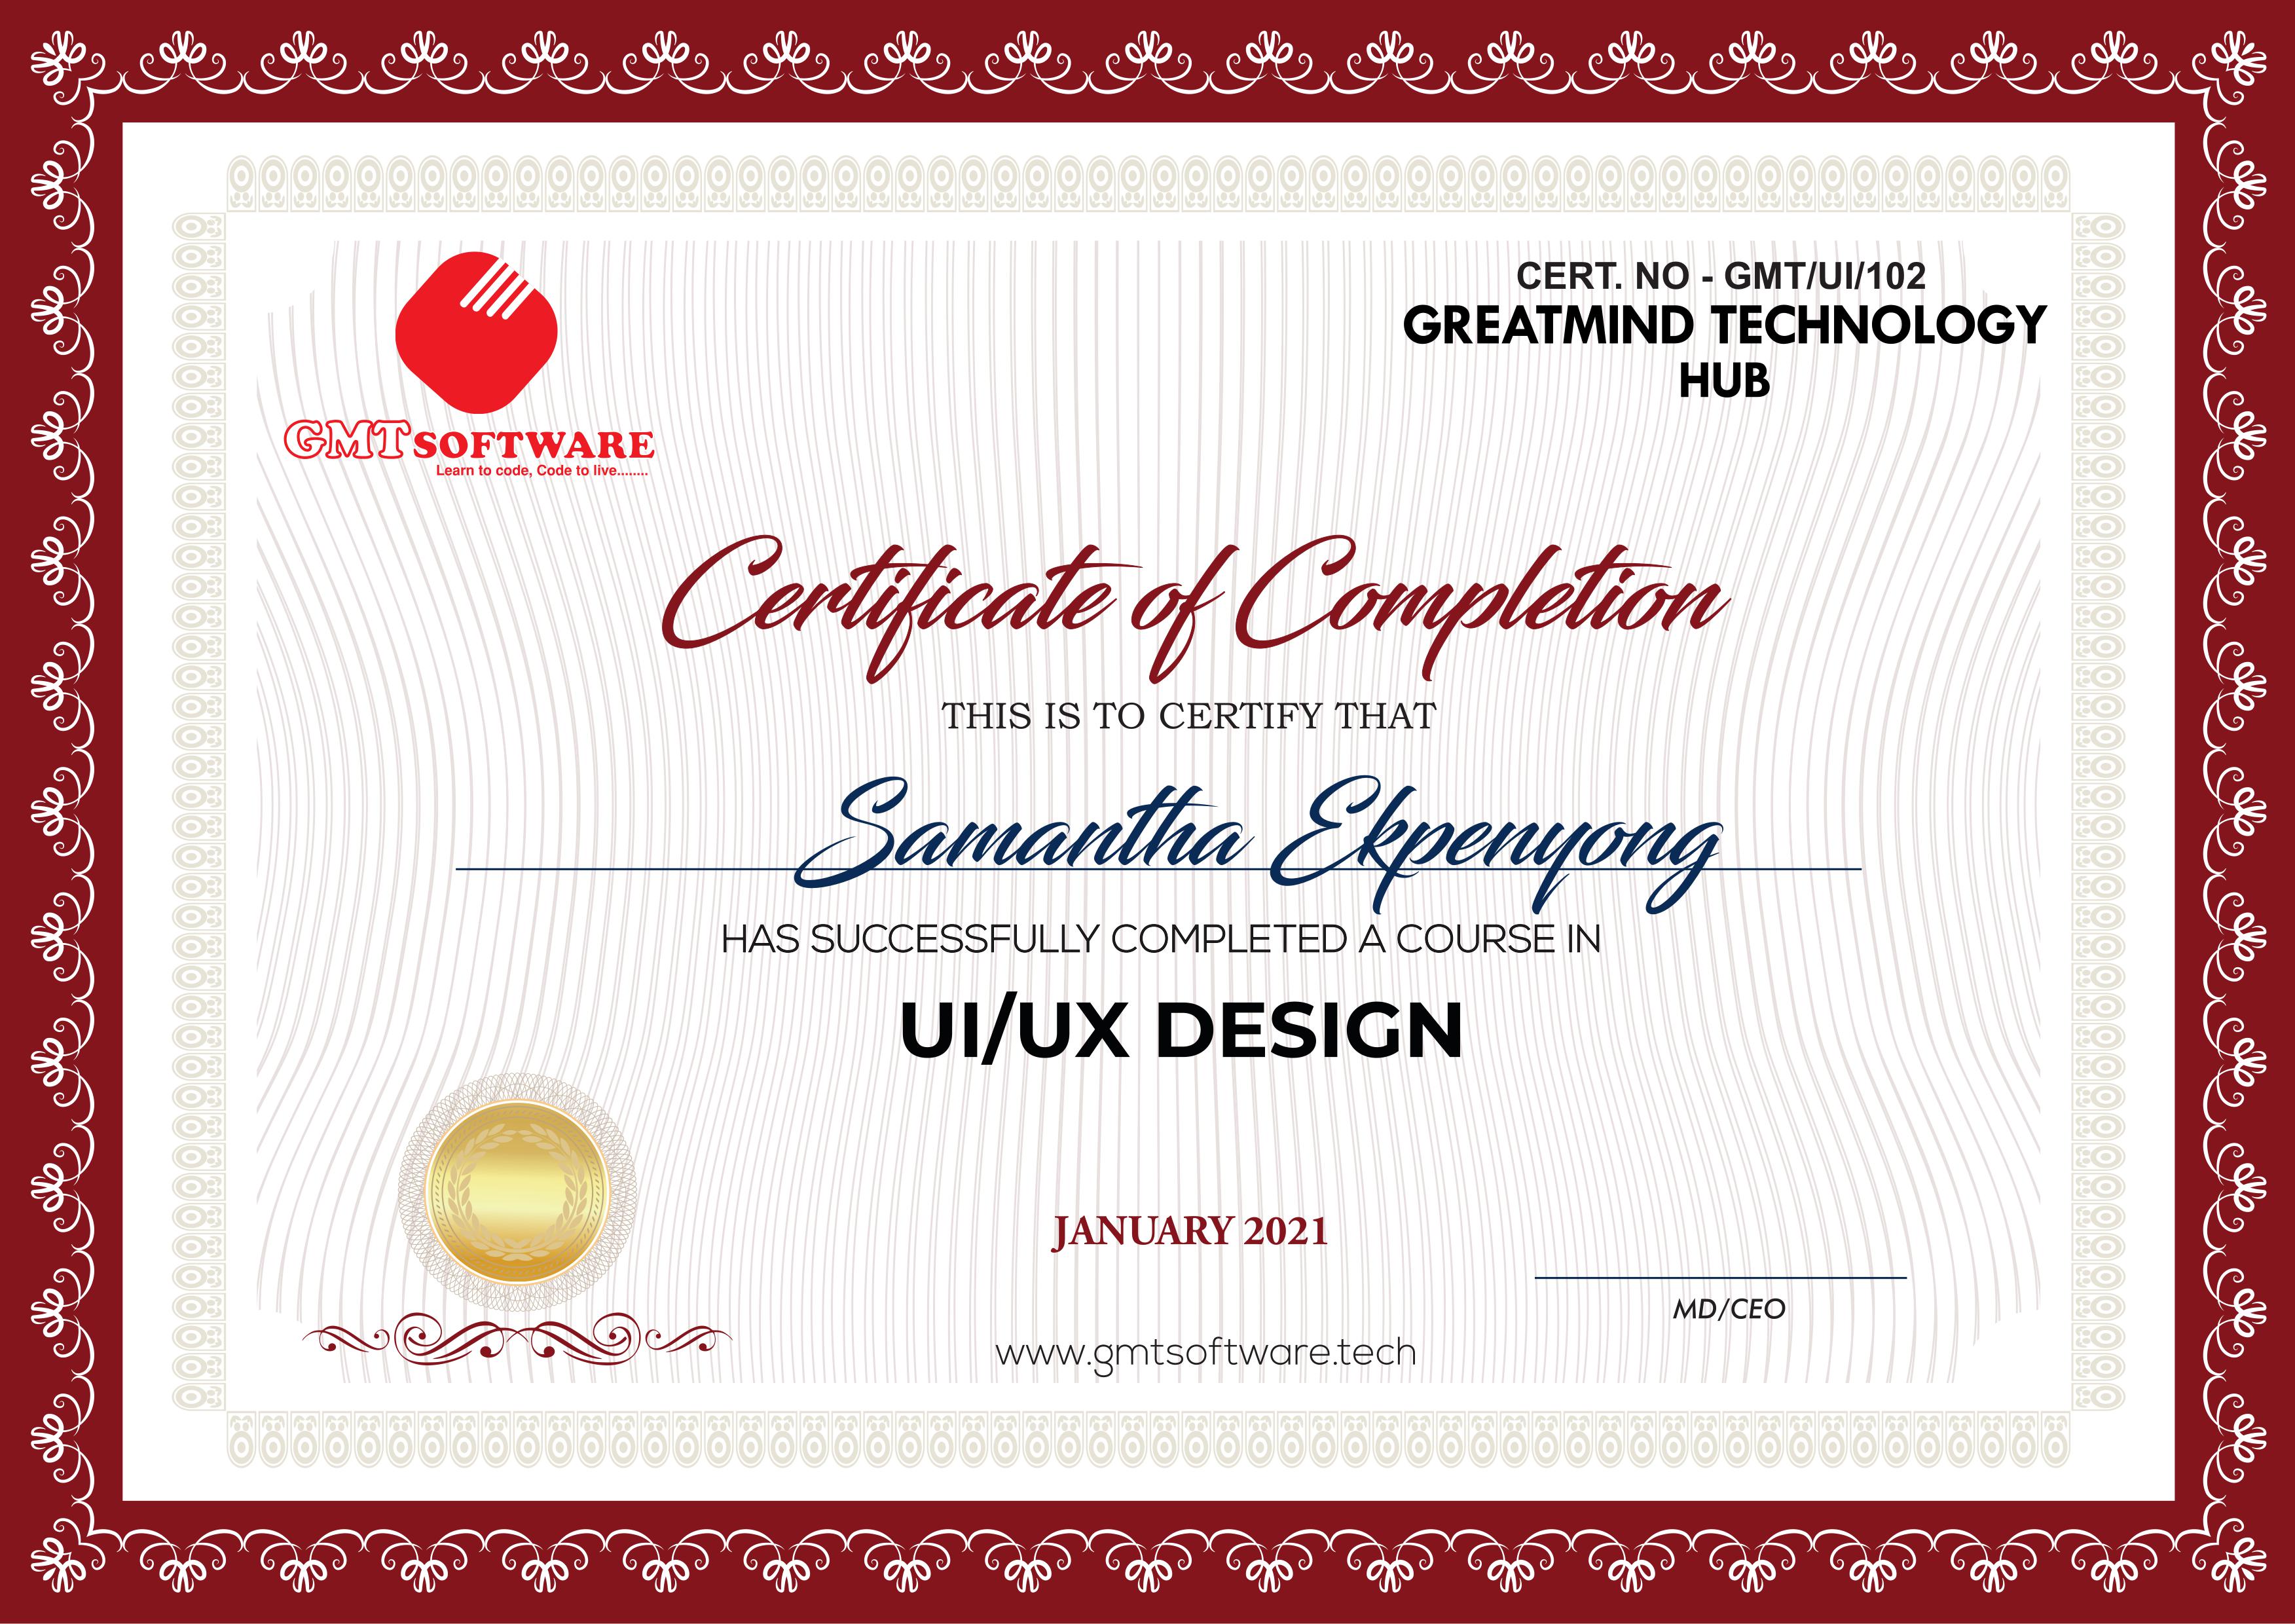 CERT. NO - GMT/UI/102
GREATMIND TECHNOLOGY
HUB
GMTSOFTWARE
Learn to code, Code to live........
Certificate of Completion
THIS IS TO CERTIFY THAT
Samantha Ekpenyong
HAS SUCCESSFULLY COMPLETED A COURSE IN
UI/UX DESIGN
JANUARY 2021
MD/CEO
www.gmtsoftware.tech